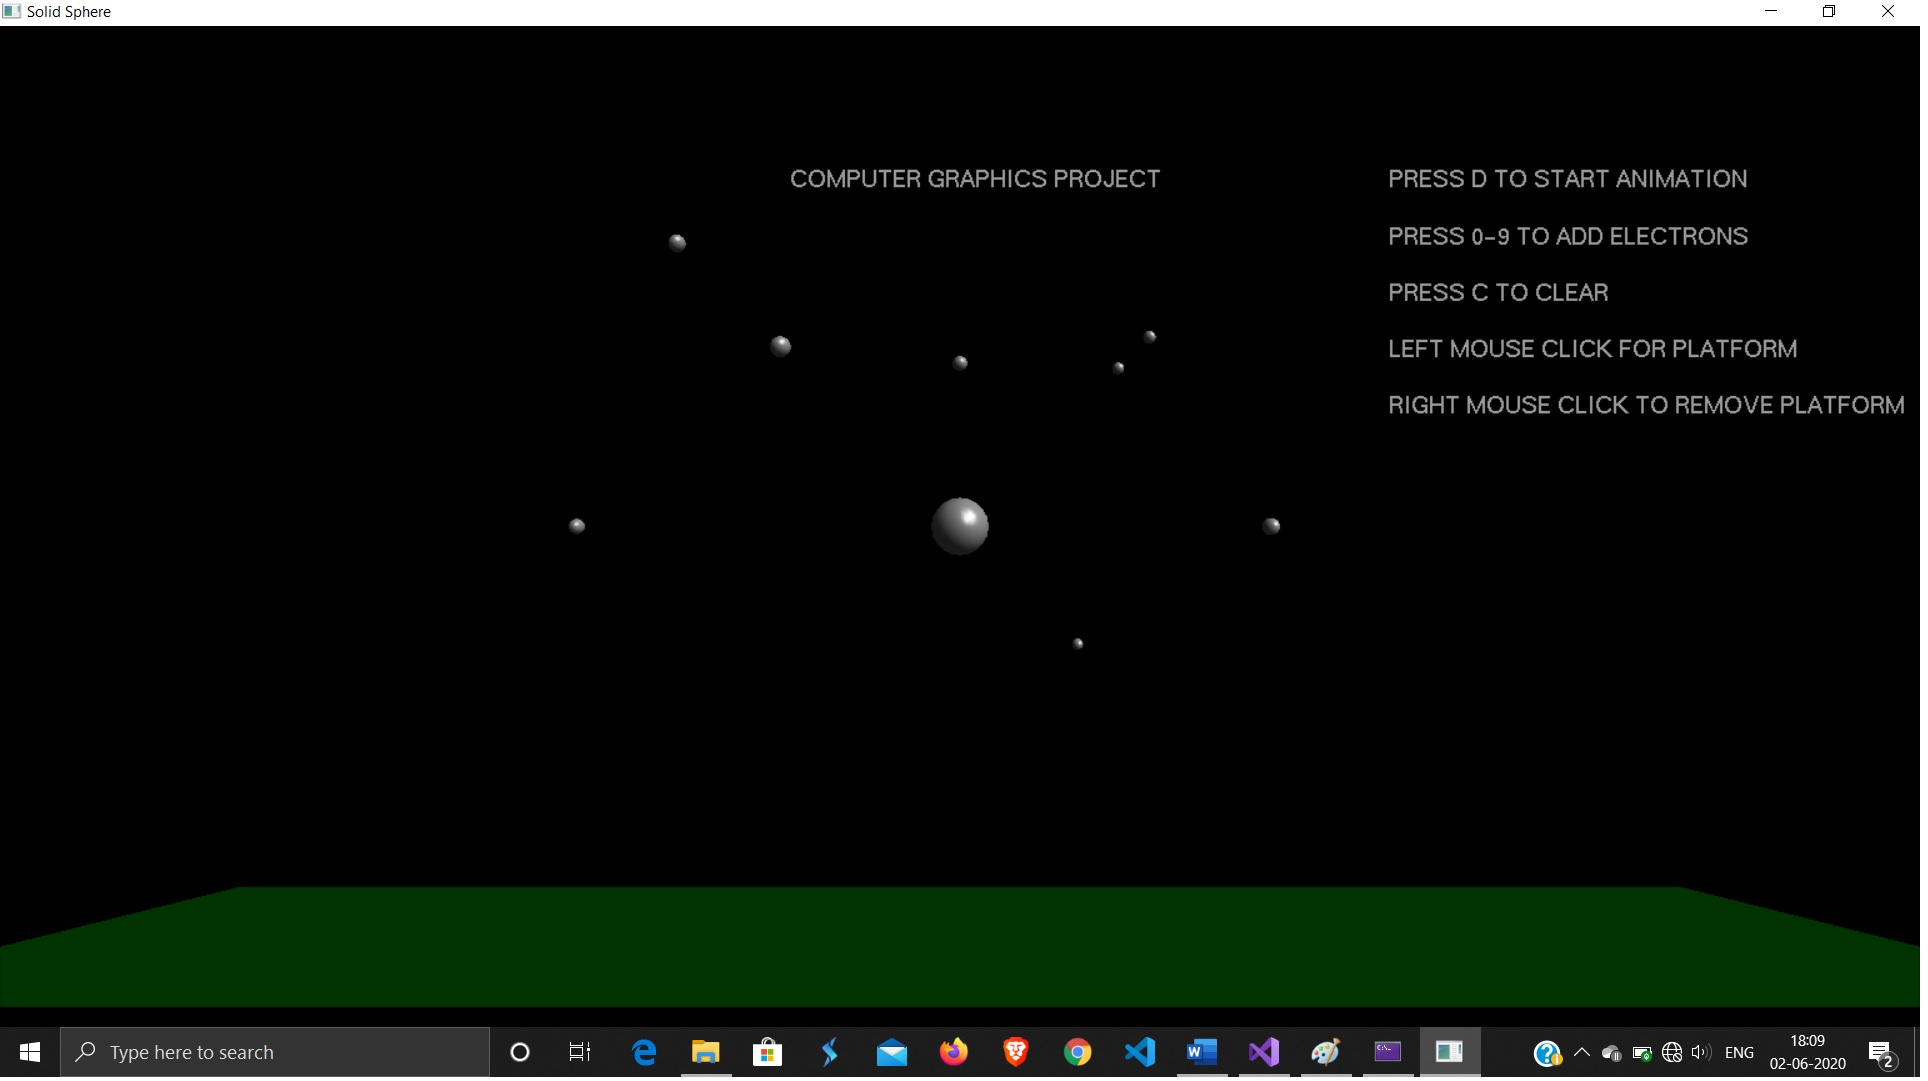 Solid Sphere
COMPUTER GRAPHICS PROJECT
PRESS D TO START ANIMATION
PRESS 0-9 TO ADD ELECTRONS
PRESS C TO CLEAR
LEFT MOUSE CLICK FOR PLATFORM
RIGHT MOUSE CLICK TO REMOVE PLATFORM
Type here to search
ENG
18:09
02-06-2020
2